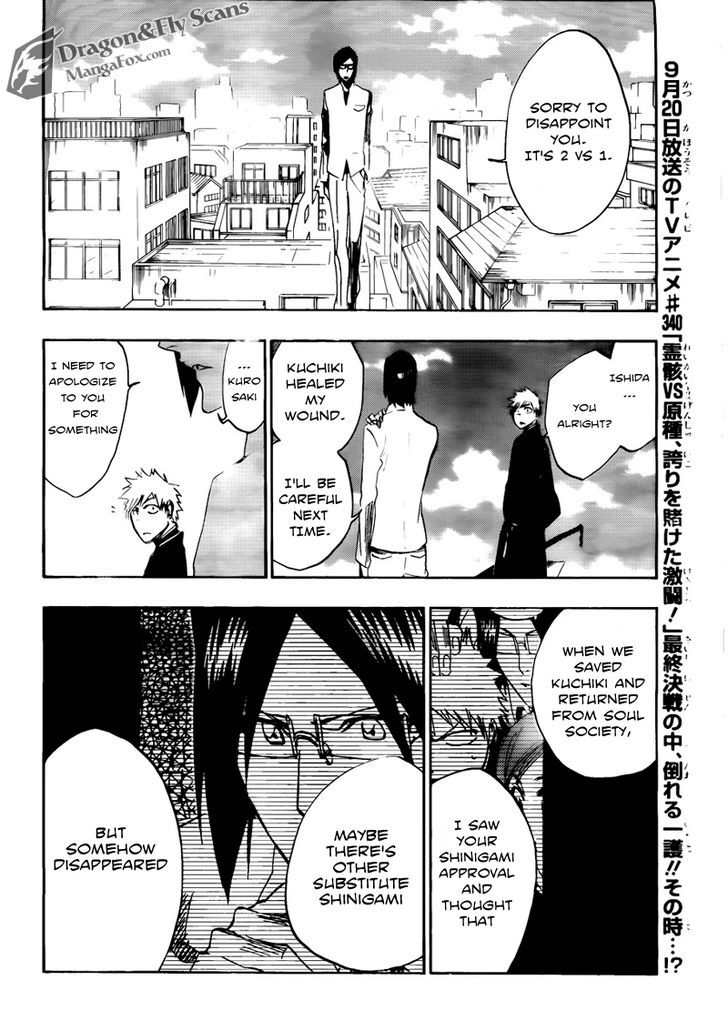 Dragon&Fly Scans
MangaFox.com
SORRY TO
DISAPPOINT
YOU.
IT'S 2 VS 1.
ISHIDA
...
YOU
ALRIGHT?
KUCHIKI
HEALED
MY
WOUND.
I'LL BE
CAREFUL
NEXT
TIME.
...
KURO
SAKI
I NEED TO
APOLOGIZE
TO YOU
FOR
SOMETHING
WHEN WE
SAVED
KUCHIKI AND
RETURNED
FROM SOUL
SOCIETY,
I SAW
YOUR
SHINIGAMI
APPROVAL
AND
THOUGHT
THAT
MAYBE
THERE'S
OTHER
SUBSTITUTE
SHINIGAMI
BUT
SOMEHOW
DISAPPEARED
9月20日放送のTVアニメ#340「霊骸VS原種、誇りを賭けた激闘!」最終決戦の中、倒れる一護!!その時…!?